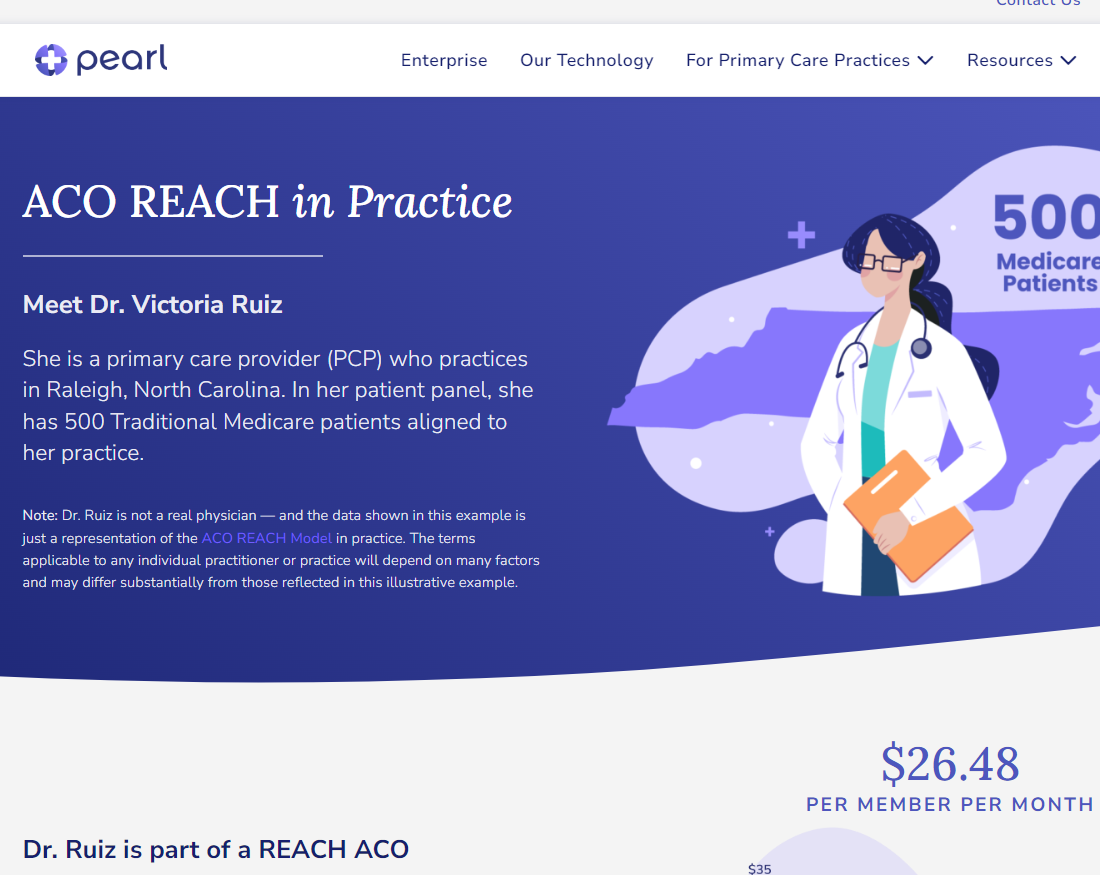 Contact Us
pearl
Enterprise
Our Technology
For Primary Care Practices
Resources
ACO REACH in Practice
Meet Dr. Victoria Ruiz
She is a primary care provider (PCP) who practices
in Raleigh, North Carolina. In her patient panel, she
has 500 Traditional Medicare patients aligned to
her practice.
Note: Dr. Ruiz is not a real physician — and the data shown in this example is
just a representation of the ACO REACH Model in practice. The terms
applicable to any individual practitioner or practice will depend on many factors
and may differ substantially from those reflected in this illustrative example.
500
Medicare
Patients
$26.48
PER MEMBER PER MONTH
Dr. Ruiz is part of a REACH ACO
$35